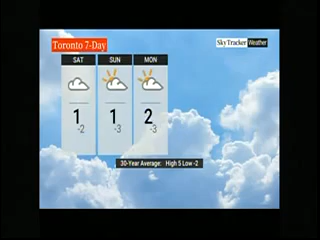 Toronto 7-Day
SkyTracker Weather
SAT SUN MON
1 1 2
-2 -3 -3
30-Year Average: High 5 Low -2